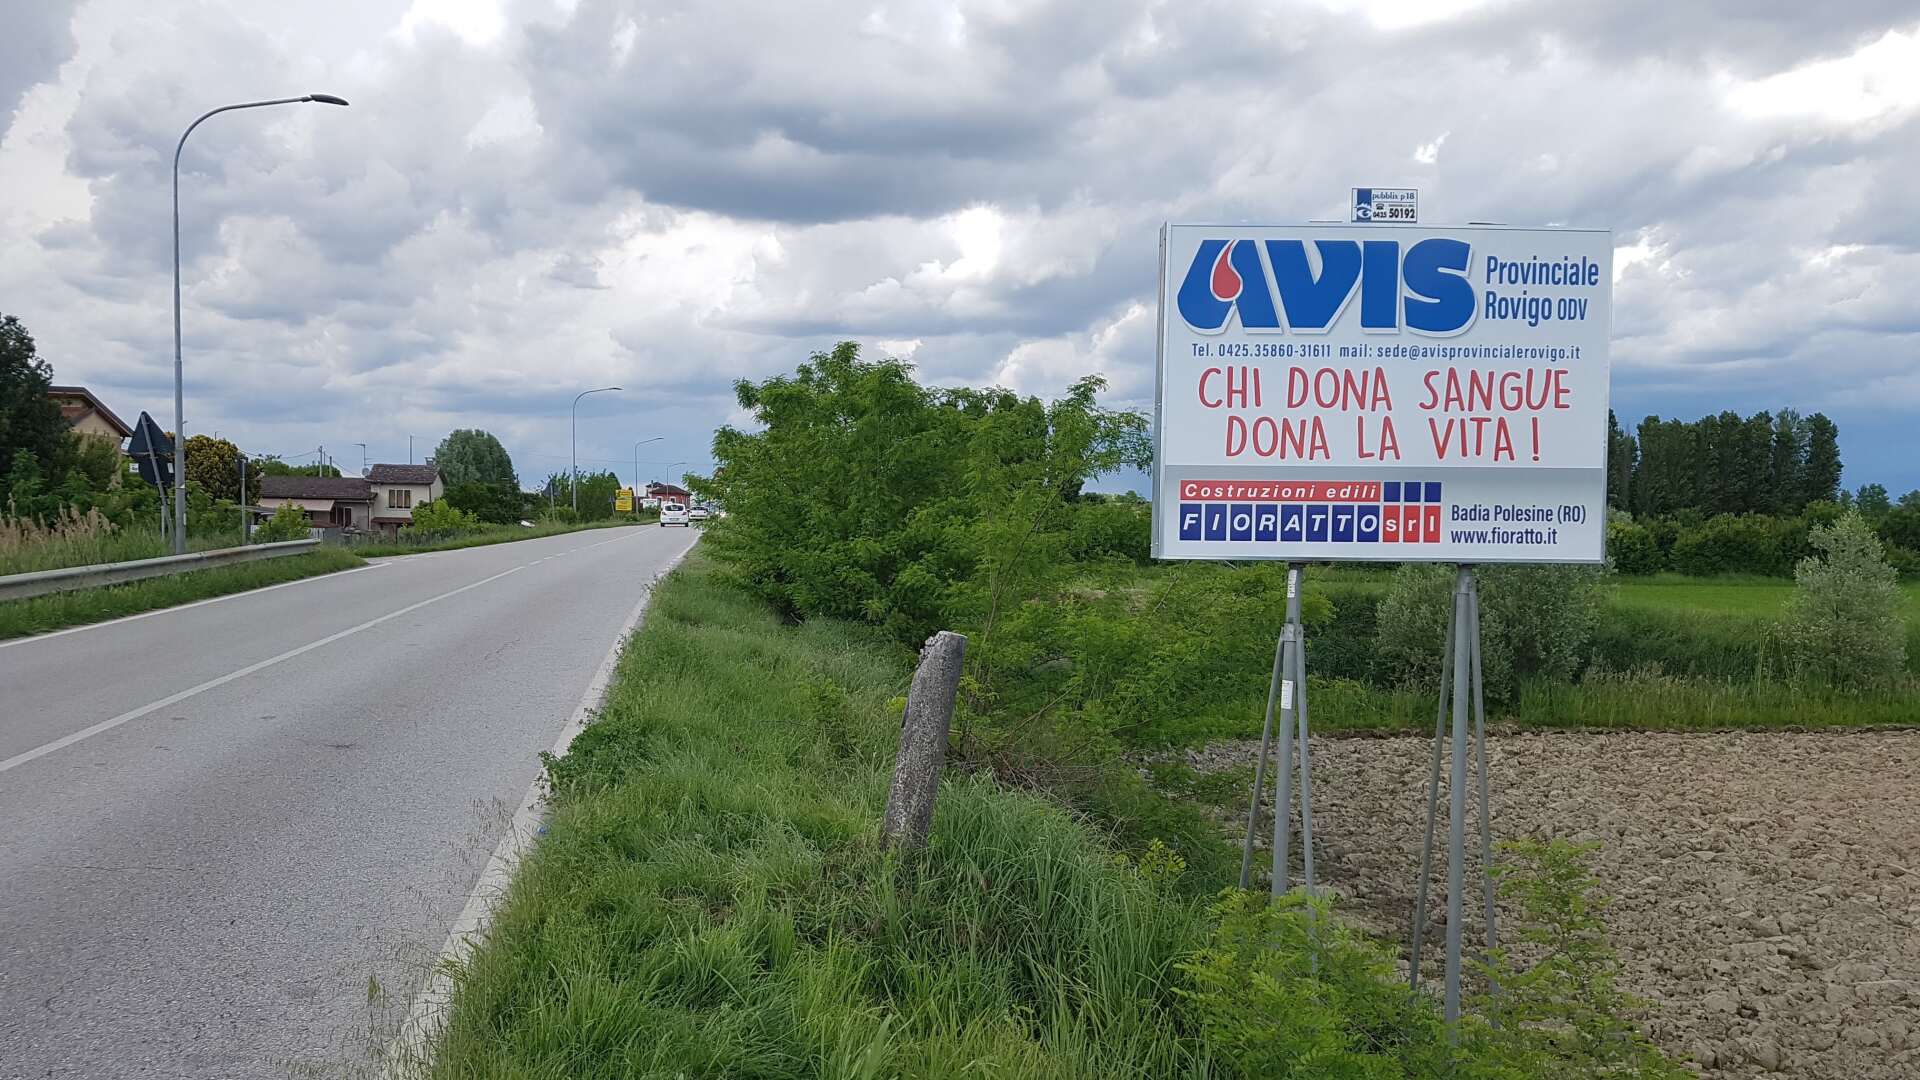 pubblix p18
0425 50192
AVIS Provinciale
Rovigo ODV
Tel. 0425.35860-31611 mail: sede@avisprovincialerovigo.it
CHI DONA SANGUE
DONA LA VITA !
Costruzioni edili
FIORATTO srl
Badia Polesine (RO)
www.fioratto.it